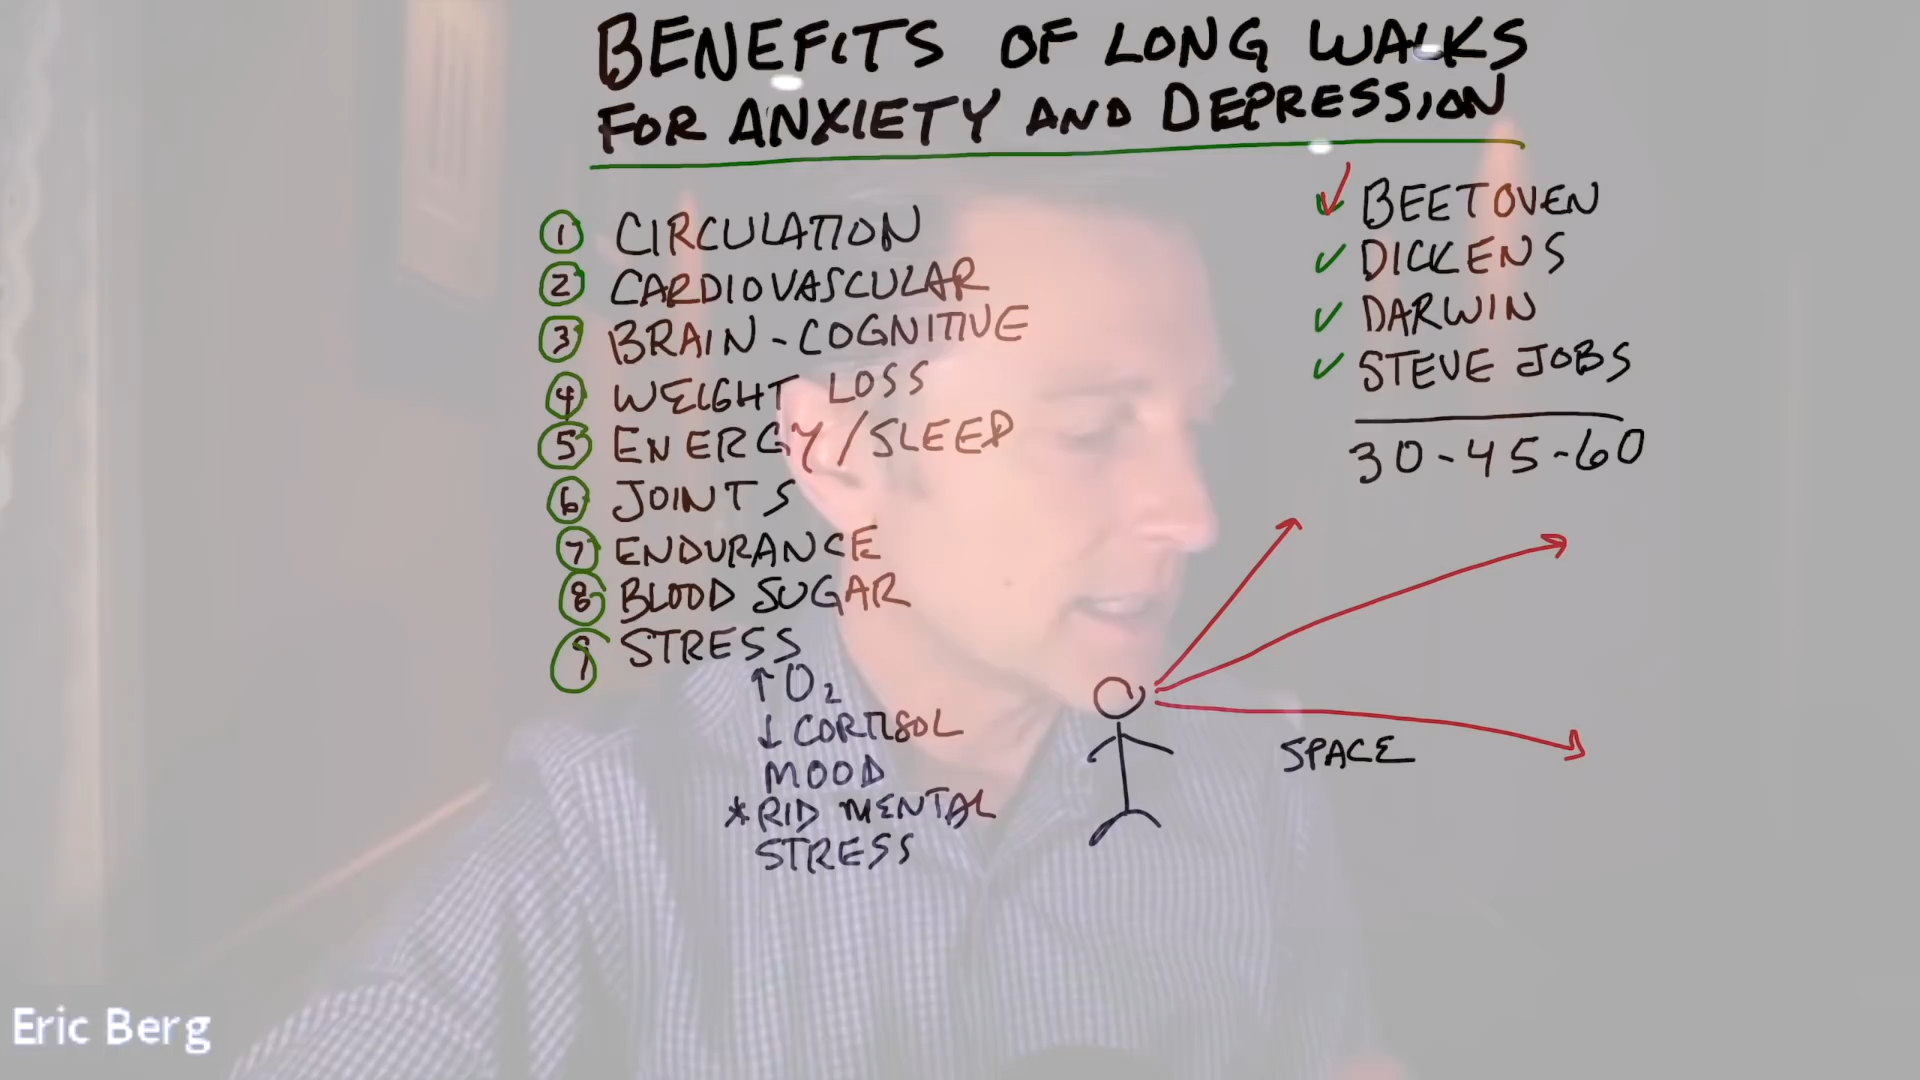 BENEFITS OF LONG WALKS
FOR ANXIETY AND DEPRESSION
1 CIRCULATION
2 CARDIOVASCULAR
3 BRAIN-COGNITIVE
4 WEIGHT LOSS
5 ENERGY/SLEEP
6 JOINTS
7 ENDURANCE
8 BLOOD SUGAR
9 STRESS
↑O2
↓ CORTISOL
MOOD
*RID MENTAL
STRESS
✓ BEETOVEN
✓ DICKENS
✓ DARWIN
✓ STEVE JOBS
30-45-60
SPACE
Eric Berg